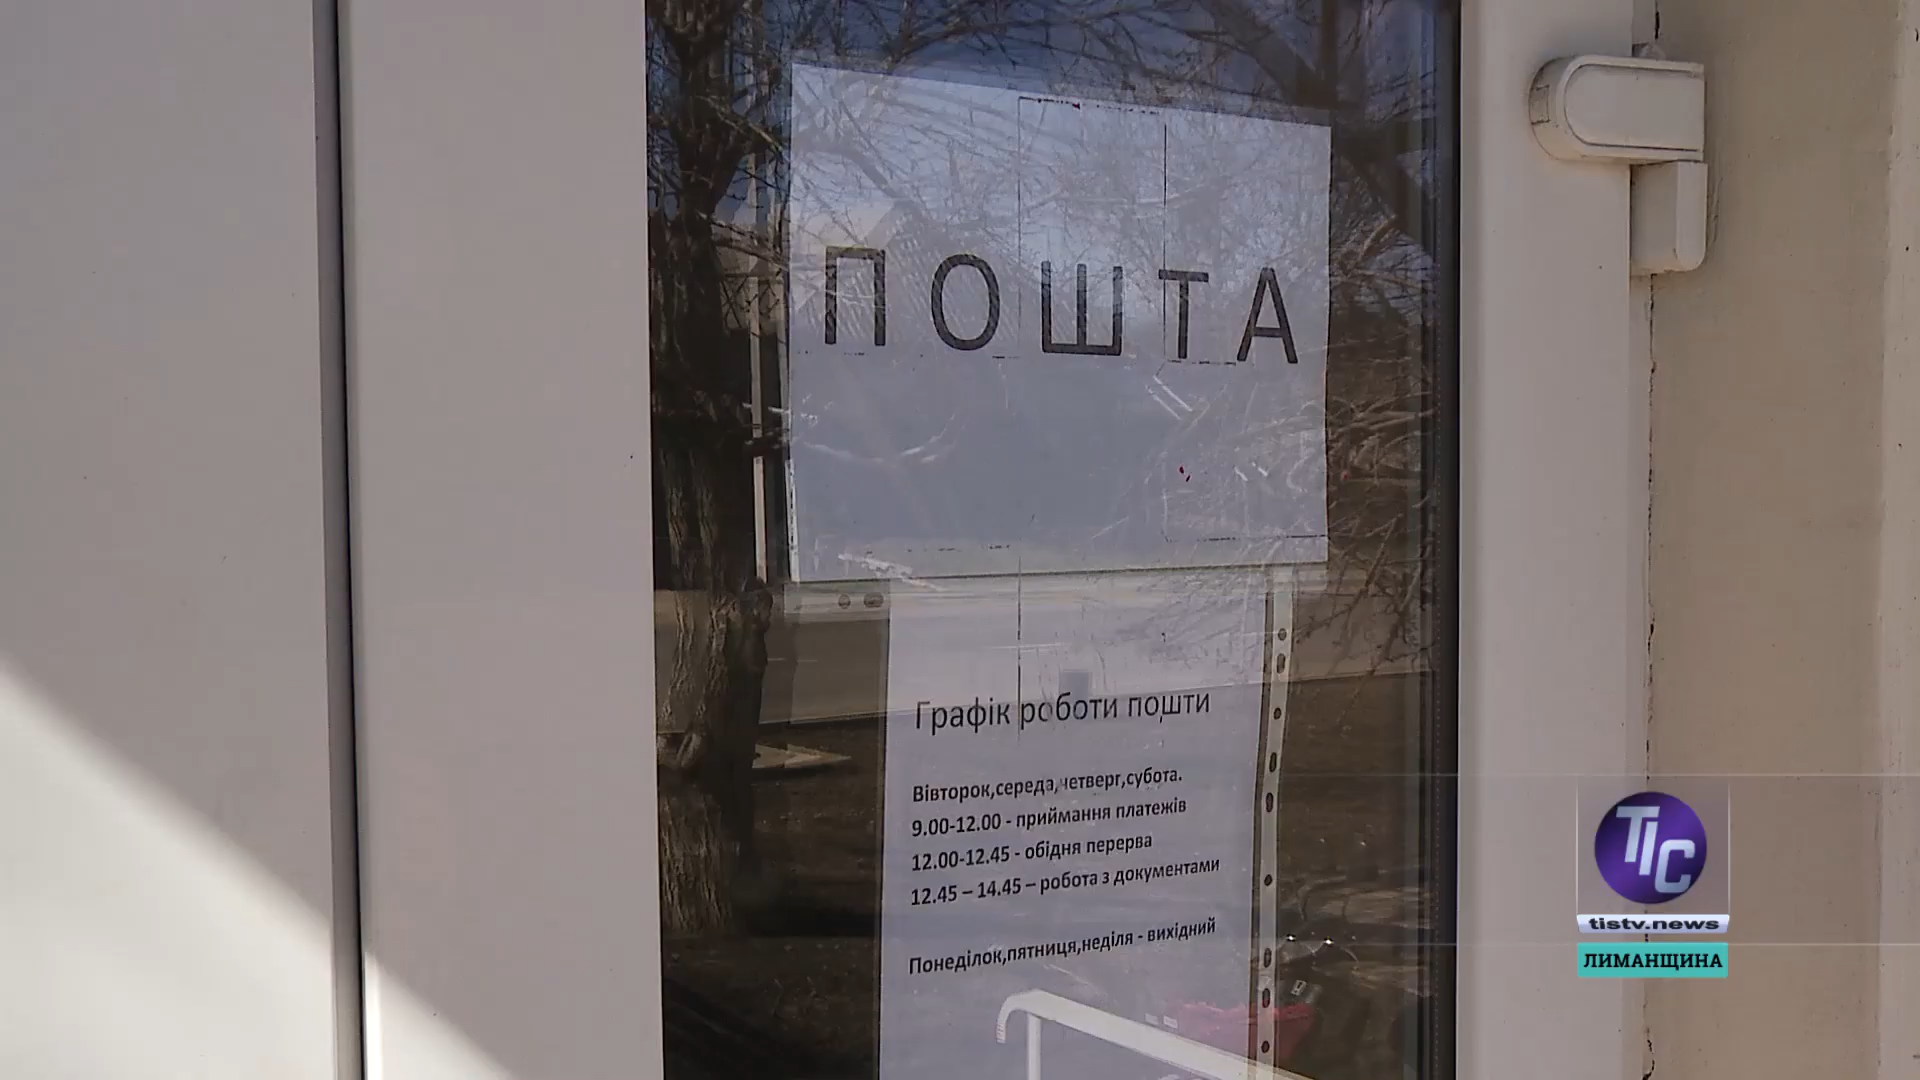 ПОШТА
Графік роботи пошти
Вівторок,середа,четверг,субота.
9.00-12.00 - приймання платежів
12.00-12.45 - обідня перерва
12.45 – 14.45 – робота з документами
Понеділок,пятниця,неділя - вихідний
ТІС
tistv.news
ЛИМАНЩИНА